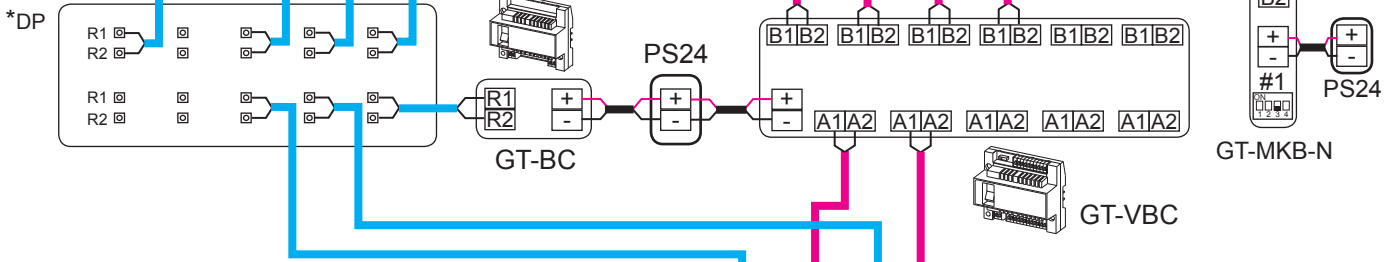 *DP
R1
R2
R1
R2
R1
R2
+
-
GT-BC
PS24
+
-
+
-
B1 B2 B1 B2 B1 B2 B1 B2 B1 B2 B1 B2
A1 A2 A1 A2 A1 A2 A1 A2 A1 A2
GT-VBC
B2
+
-
#1
ON
1 2 3 4
GT-MKB-N
+
-
PS24